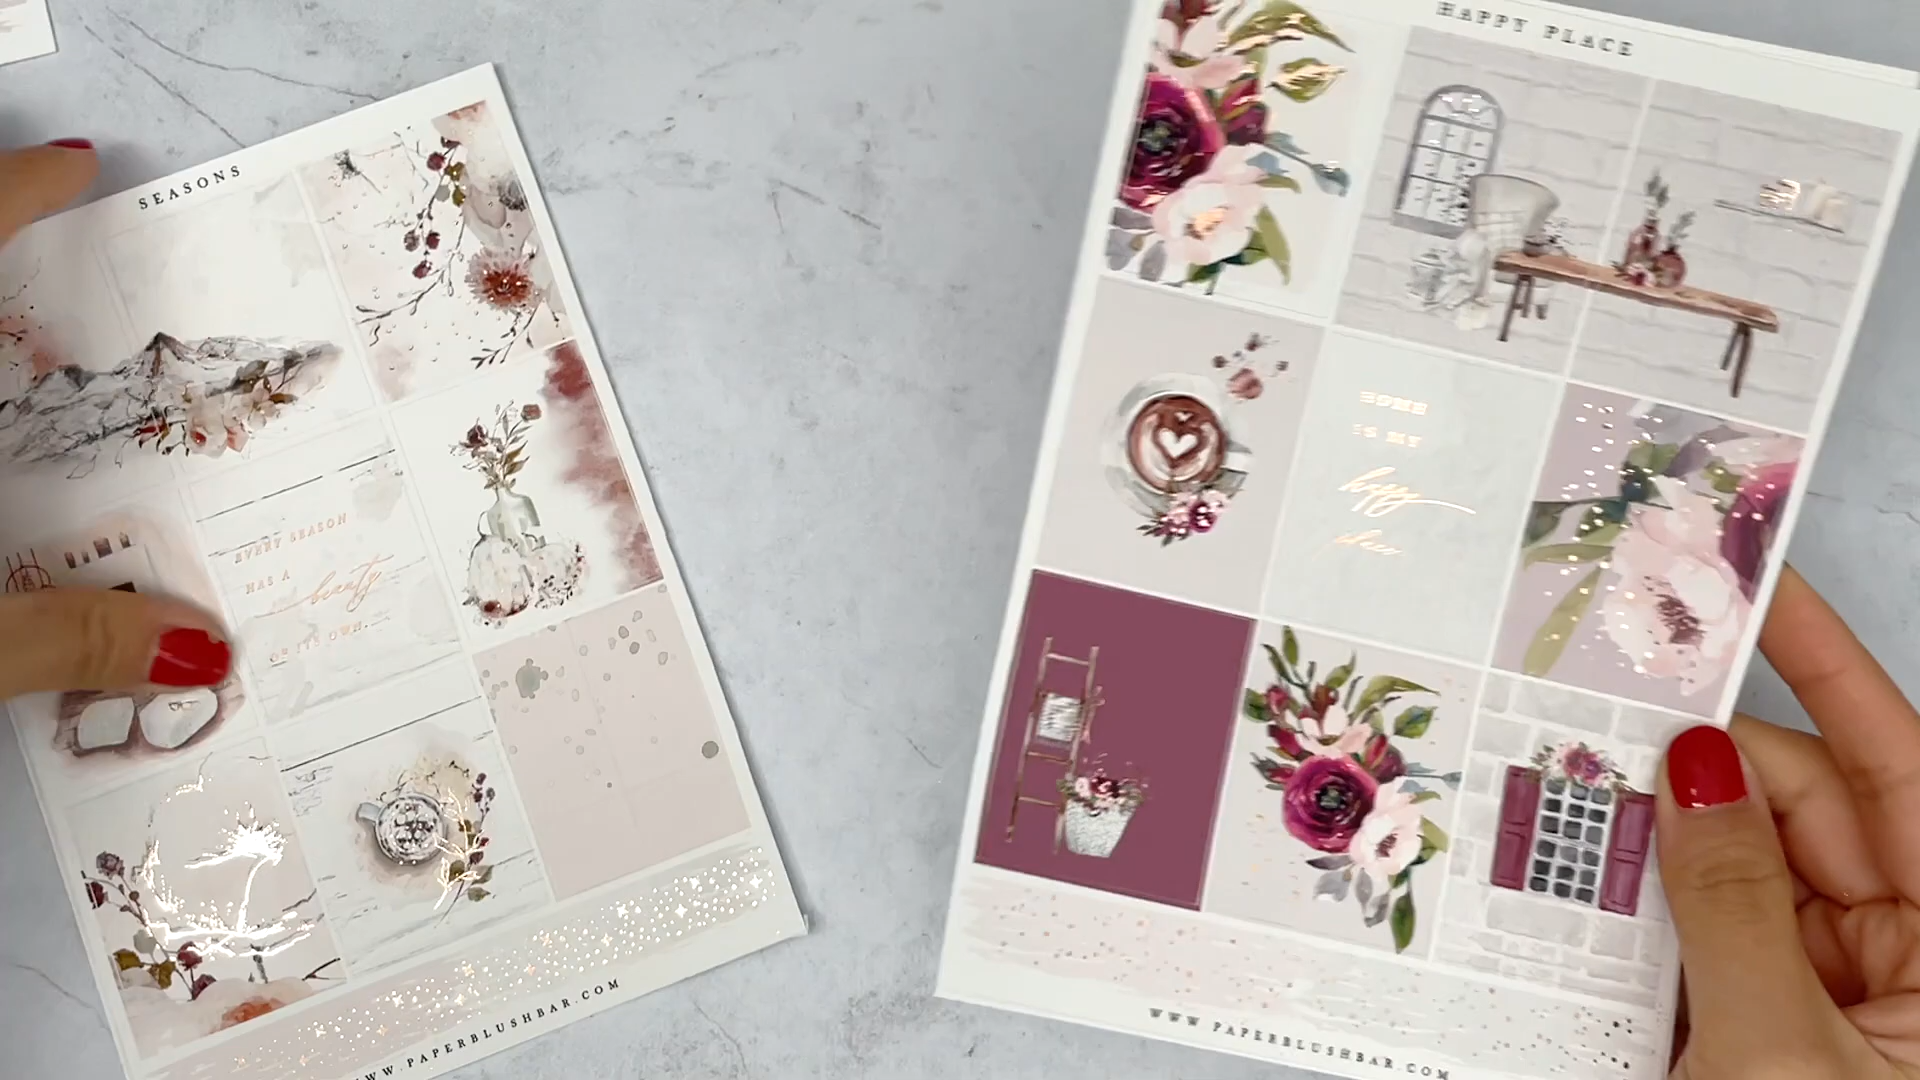 SEASONS
EVERY SEASON
HAS A
beauty
OF ITS OWN.
WWW.PAPERBLUSHBAR.COM
HAPPY PLACE
HOME
IS MY
happy
place
WWW.PAPERBLUSHBAR.COM